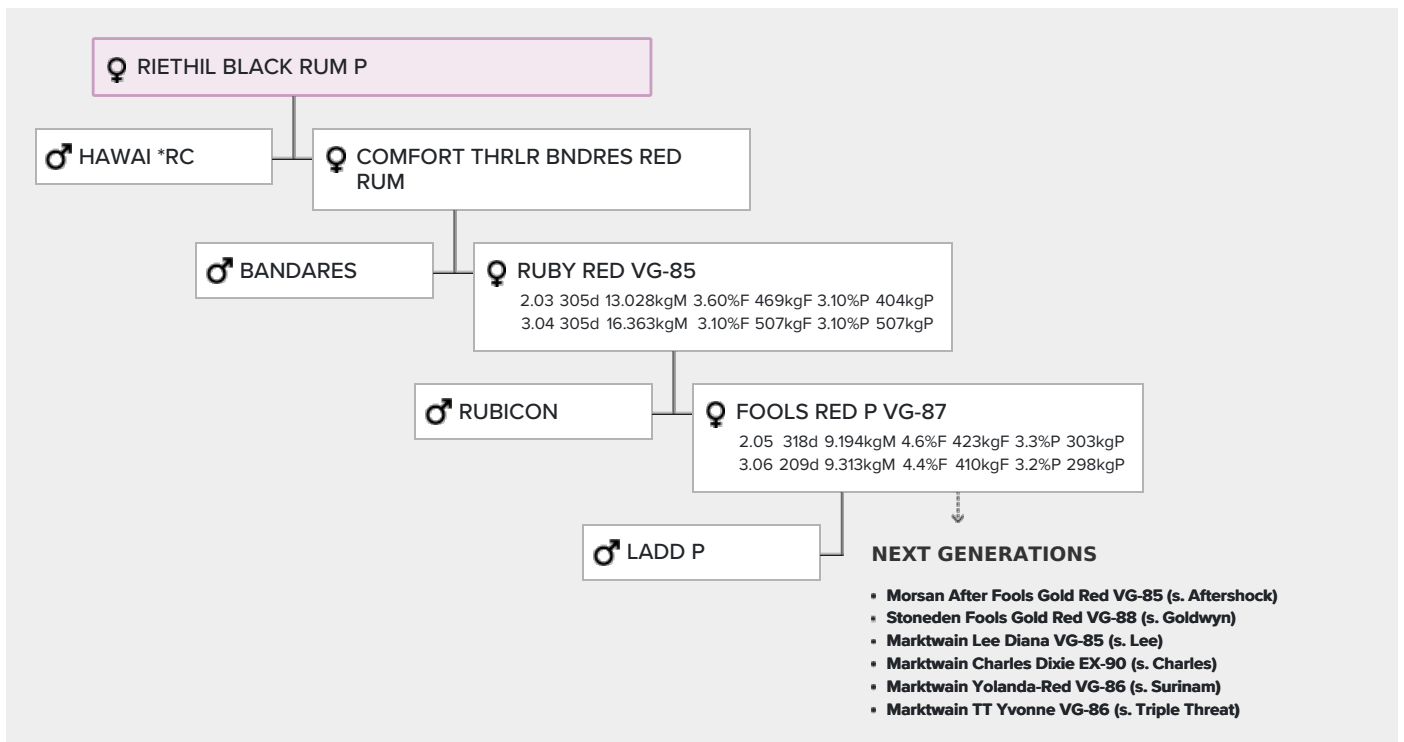 RIETHIL BLACK RUM P
HAWAI *RC
COMFORT THRLR BNDRES RED
RUM
BANDARES
RUBY RED VG-85
2.03 305d 13.028kgM 3.60%F 469kgF 3.10%P 404kgP
3.04 305d 16.363kgM 3.10%F 507kgF 3.10%P 507kgP
RUBICON
FOOLS RED P VG-87
2.05 318d 9.194kgM 4.6%F 423kgF 3.3%P 303kgP
3.06 209d 9.313kgM 4.4%F 410kgF 3.2%P 298kgP
LADD P
NEXT GENERATIONS
• Morsan After Fools Gold Red VG-85 (s. Aftershock)
• Stoneden Fools Gold Red VG-88 (s. Goldwyn)
• Marktwain Lee Diana VG-85 (s. Lee)
• Marktwain Charles Dixie EX-90 (s. Charles)
• Marktwain Yolanda-Red VG-86 (s. Surinam)
• Marktwain TT Yvonne VG-86 (s. Triple Threat)